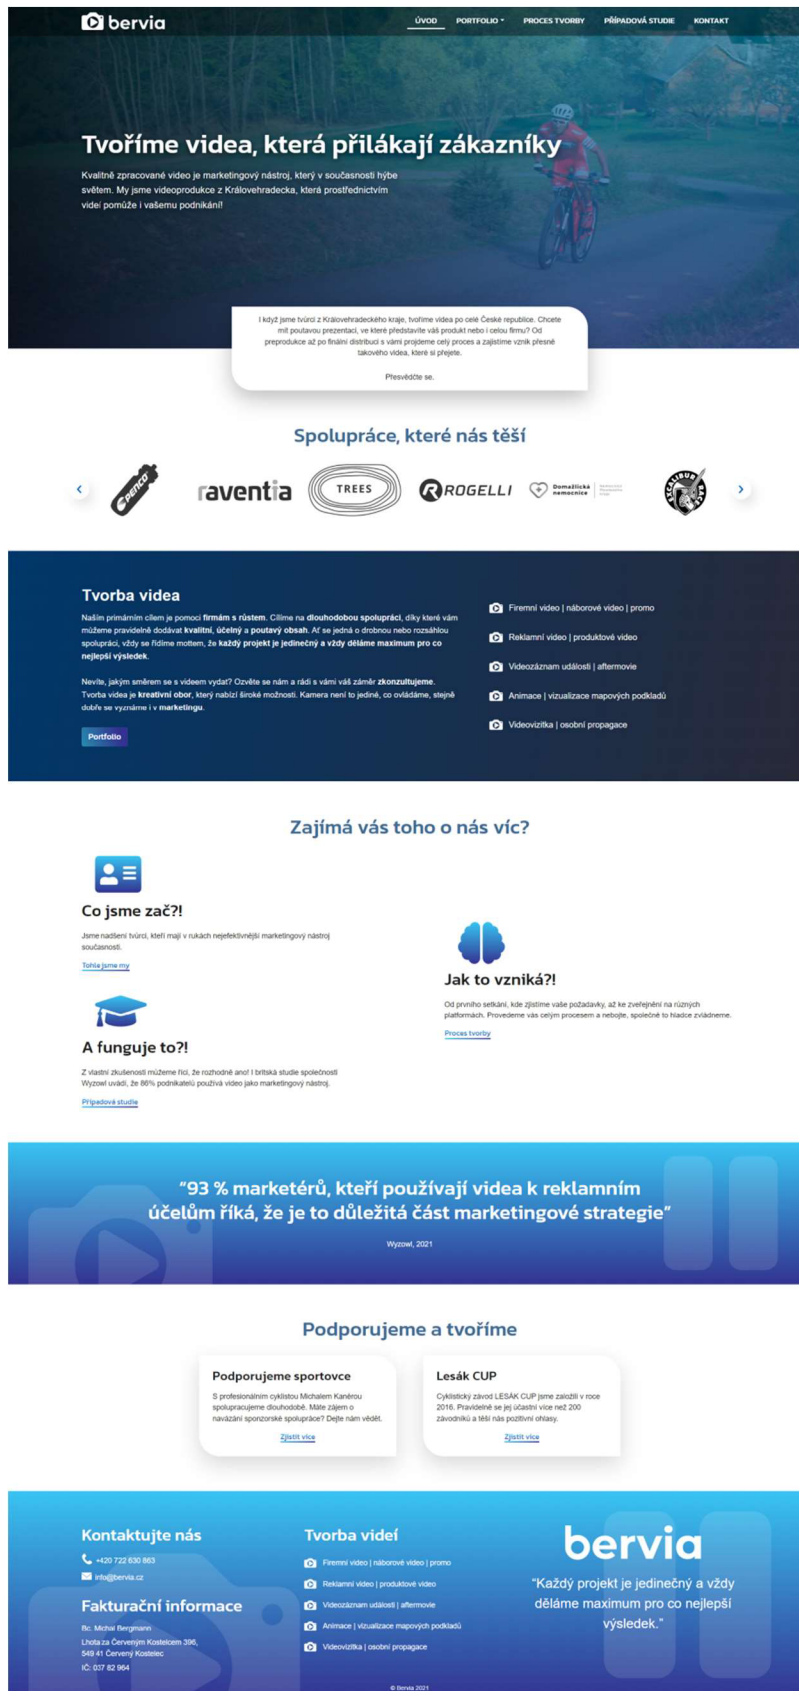 bervia
ÚVOD PORTFOLIO PROCES TVORBY PŘÍPADOVÁ STUDIE KONTAKT
Tvoříme videa, která přilákají zákazníky
Kvalitně zpracované video je marketingový nástroj, který v současnosti hýbe
světem. My jsme videoprodukce z Královehradecka, která prostřednictvím
videí pomůže i vašemu podnikání!
I když jsme tvůrci z Královehradeckého kraje, tvoříme videa po celé České republice. Chcete
mít poutavou prezentaci, ve které představíte váš produkt nebo i celou firmu? Od
preprodukce až po finální distribuci s vámi projdeme celý proces a zajistíme vznik přesně
takového videa, které si přejete.
Přesvědčte se.
Spolupráce, které nás těší
PENCO
raventia
TREES
ROGELLI
Domažlická
nemocnice
EXCALIBUR
RACE
Tvorba videa
Naším primárním cílem je pomoci firmám s růstem. Cílíme na dlouhodobou spolupráci, díky které vám
můžeme pravidelně dodávat kvalitní, účelný a poutavý obsah. Ať se jedná o drobnou nebo rozsáhlou
spolupráci, vždy se řídíme mottem, že každý projekt je jedinečný a vždy děláme maximum pro co
nejlepší výsledek.
Nevíte, jakým směrem se s videem vydat? Ozvěte se nám a rádi s vámi váš záměr zkonzultujeme.
Tvorba videa je kreativní obor, který nabízí široké možnosti. Kamera není to jediné, co ovládáme, stejně
dobře se vyznáme i v marketingu.
Portfolio
Firemní video | náborové video | promo
Reklamní video | produktové video
Videozáznam události | aftermovie
Animace | vizualizace mapových podkladů
Videovizitka | osobní propagace
Zajímá vás toho o nás víc?
Co jsme zač?!
Jsme nadšení tvůrci, kteří mají v rukách nejefektivnější marketingový nástroj
současnosti.
Tohle jsme my
Jak to vzniká?!
Od prvního setkání, kde zjistíme vaše požadavky, až ke zveřejnění na různých
platformách. Provedeme vás celým procesem a nebojte, společně to hladce zvládneme.
Proces tvorby
A funguje to?!
Z vlastní zkušenosti můžeme říci, že rozhodně ano! I britská studie společnosti
Wyzowl uvádí, že 86% podnikatelů používá video jako marketingový nástroj.
Případová studie
"93 % marketérů, kteří používají videa k reklamním
účelům říká, že je to důležitá část marketingové strategie"
Wyzowl, 2021
Podporujeme a tvoříme
Podporujeme sportovce
S profesionálním cyklistou Michalem Kanérou
spolupracujeme dlouhodobě. Máte zájem o
navázání sponzorské spolupráce? Dejte nám vědět.
Zjistit více
Lesák CUP
Cyklistický závod LESÁK CUP jsme založili v roce
2016. Pravidelně se jej účastní více než 200
závodníků a těší nás pozitivní ohlasy.
Zjistit více
Kontaktujte nás
+420 722 630 863
info@bervia.cz
Fakturační informace
Bc. Michal Bergmann
Lhota za Červeným Kostelcem 396,
549 41 Červený Kostelec
IČ: 037 82 964
Tvorba videí
Firemní video | náborové video | promo
Reklamní video | produktové video
Videozáznam události | aftermovie
Animace | vizualizace mapových podkladů
Videovizitka | osobní propagace
bervia
"Každý projekt je jedinečný a vždy
děláme maximum pro co nejlepší
výsledek."
© Bervia 2021